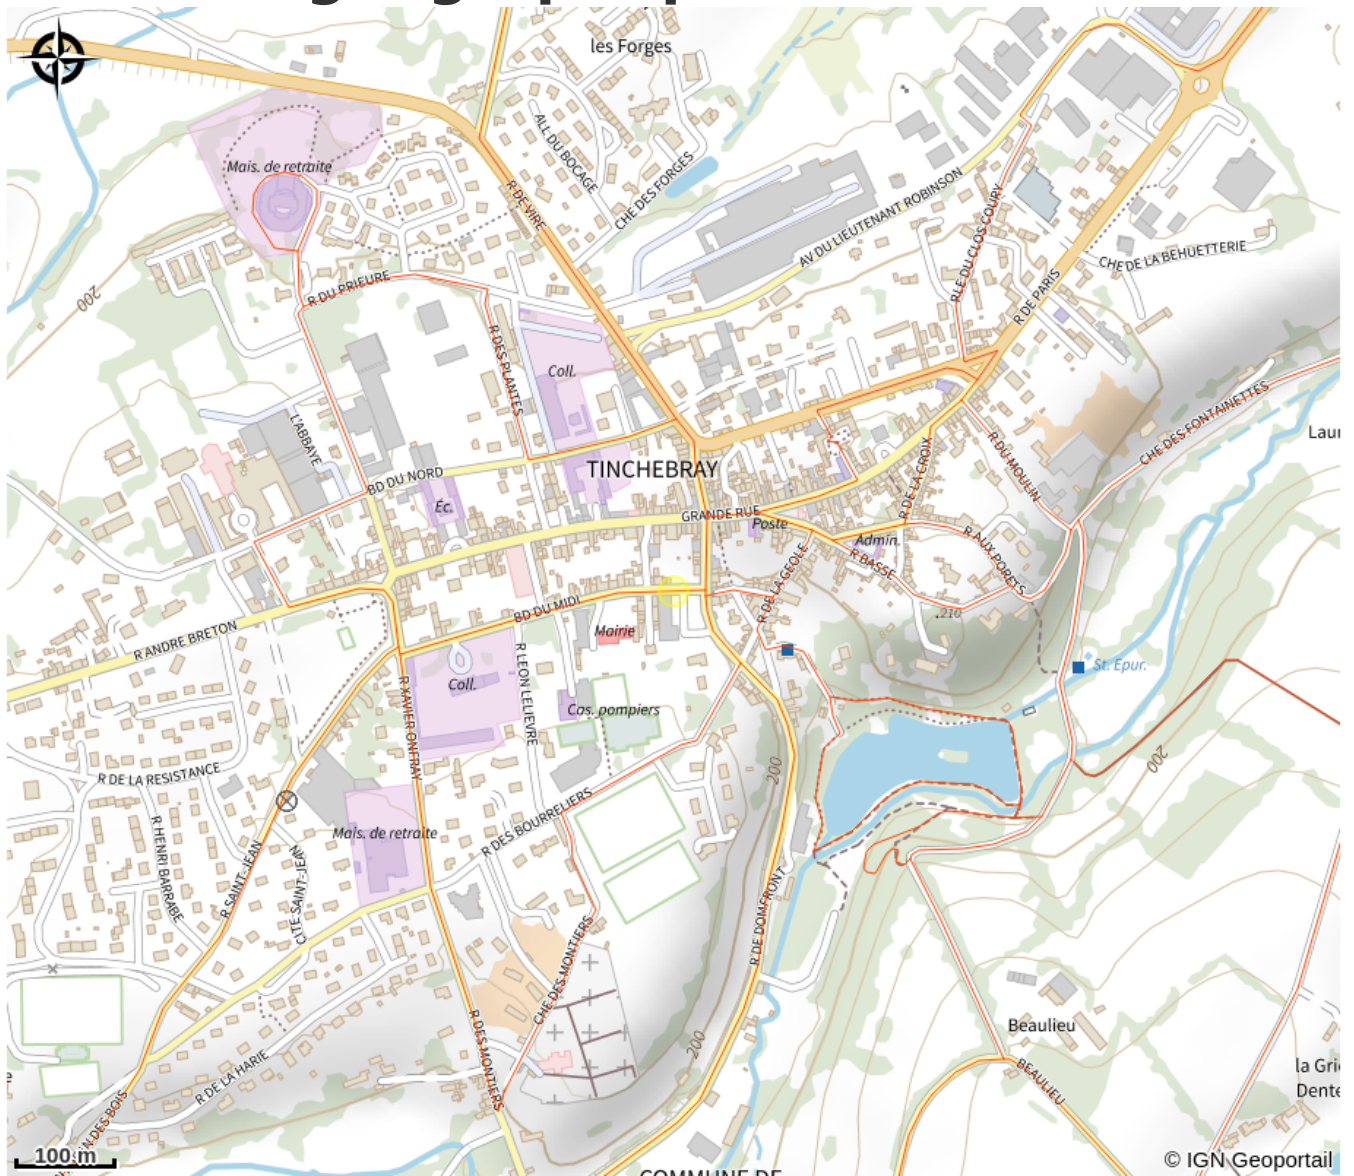 les Forges
ALL DU BOCAGE
CHE DES FORGES
Mais. de retraite
R DE VIRE
AV DU LIEUTENANT ROBINSON
RLE DU CLOS COURY
CHE DE LA BEHUETTERIE
R DE PARIS
200
R DU PRIEURE
R DES PLANTES
Coll.
CHE DES FONTAINETTES
L'ABBAYE
Laur
R DU MOULIN
R DE LA CROIX
TINCHEBRAY
BD DU NORD
Éc.
GRANDE RUE
Poste
Admin.
R AUX PORETS
R BASSE
R DE LA GEOLE
BD DU MIDI
.210
Mairie
R ANDRE BRETON
St. Epur.
Coll.
R LEON LELIEVRE
R XAVIER ONFRAY
Cas. pompiers
200
200
R DE LA RESISTANCE
R HENRI BARRABE
Mais. de retraite
R DES BOURRELIERS
R SAINT-JEAN
CITE SAINT-JEAN
R DE DOMFRONT
CHE DES MONTIERS
Beaulieu
R DES MONTIERS
200
R DE LA HARIE
BEAULIEU
la Gri
Dente
N DES BOIS
100 m
© IGN Geoportail